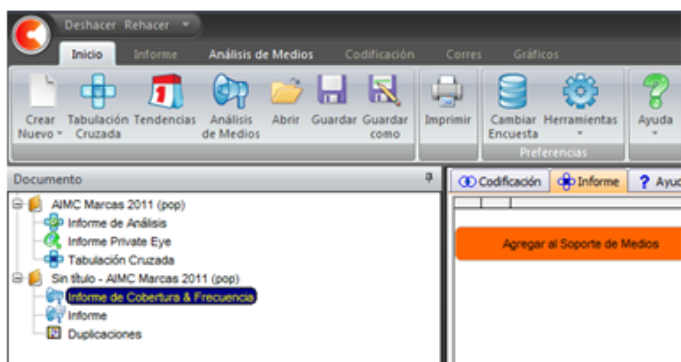 Deshacer Rehacer
Inicio Informe Análisis de Medios Codificación Corres Gráficos
Crear Nuevo
Tabulación Cruzada
Tendencias
Análisis de Medios
Abrir
Guardar
Guardar como
Imprimir
Cambiar Encuesta
Herramientas
Ayuda
Preferencias
Documento
Codificación Informe ? Ayuc
AIMC Marcas 2011 (pop)
Informe de Análisis
Informe Private Eye
Tabulación Cruzada
Sin título - AIMC Marcas 2011 (pop)
Informe de Cobertura & Frecuencia
Informe
Duplicaciones
Agregar al Soporte de Medios